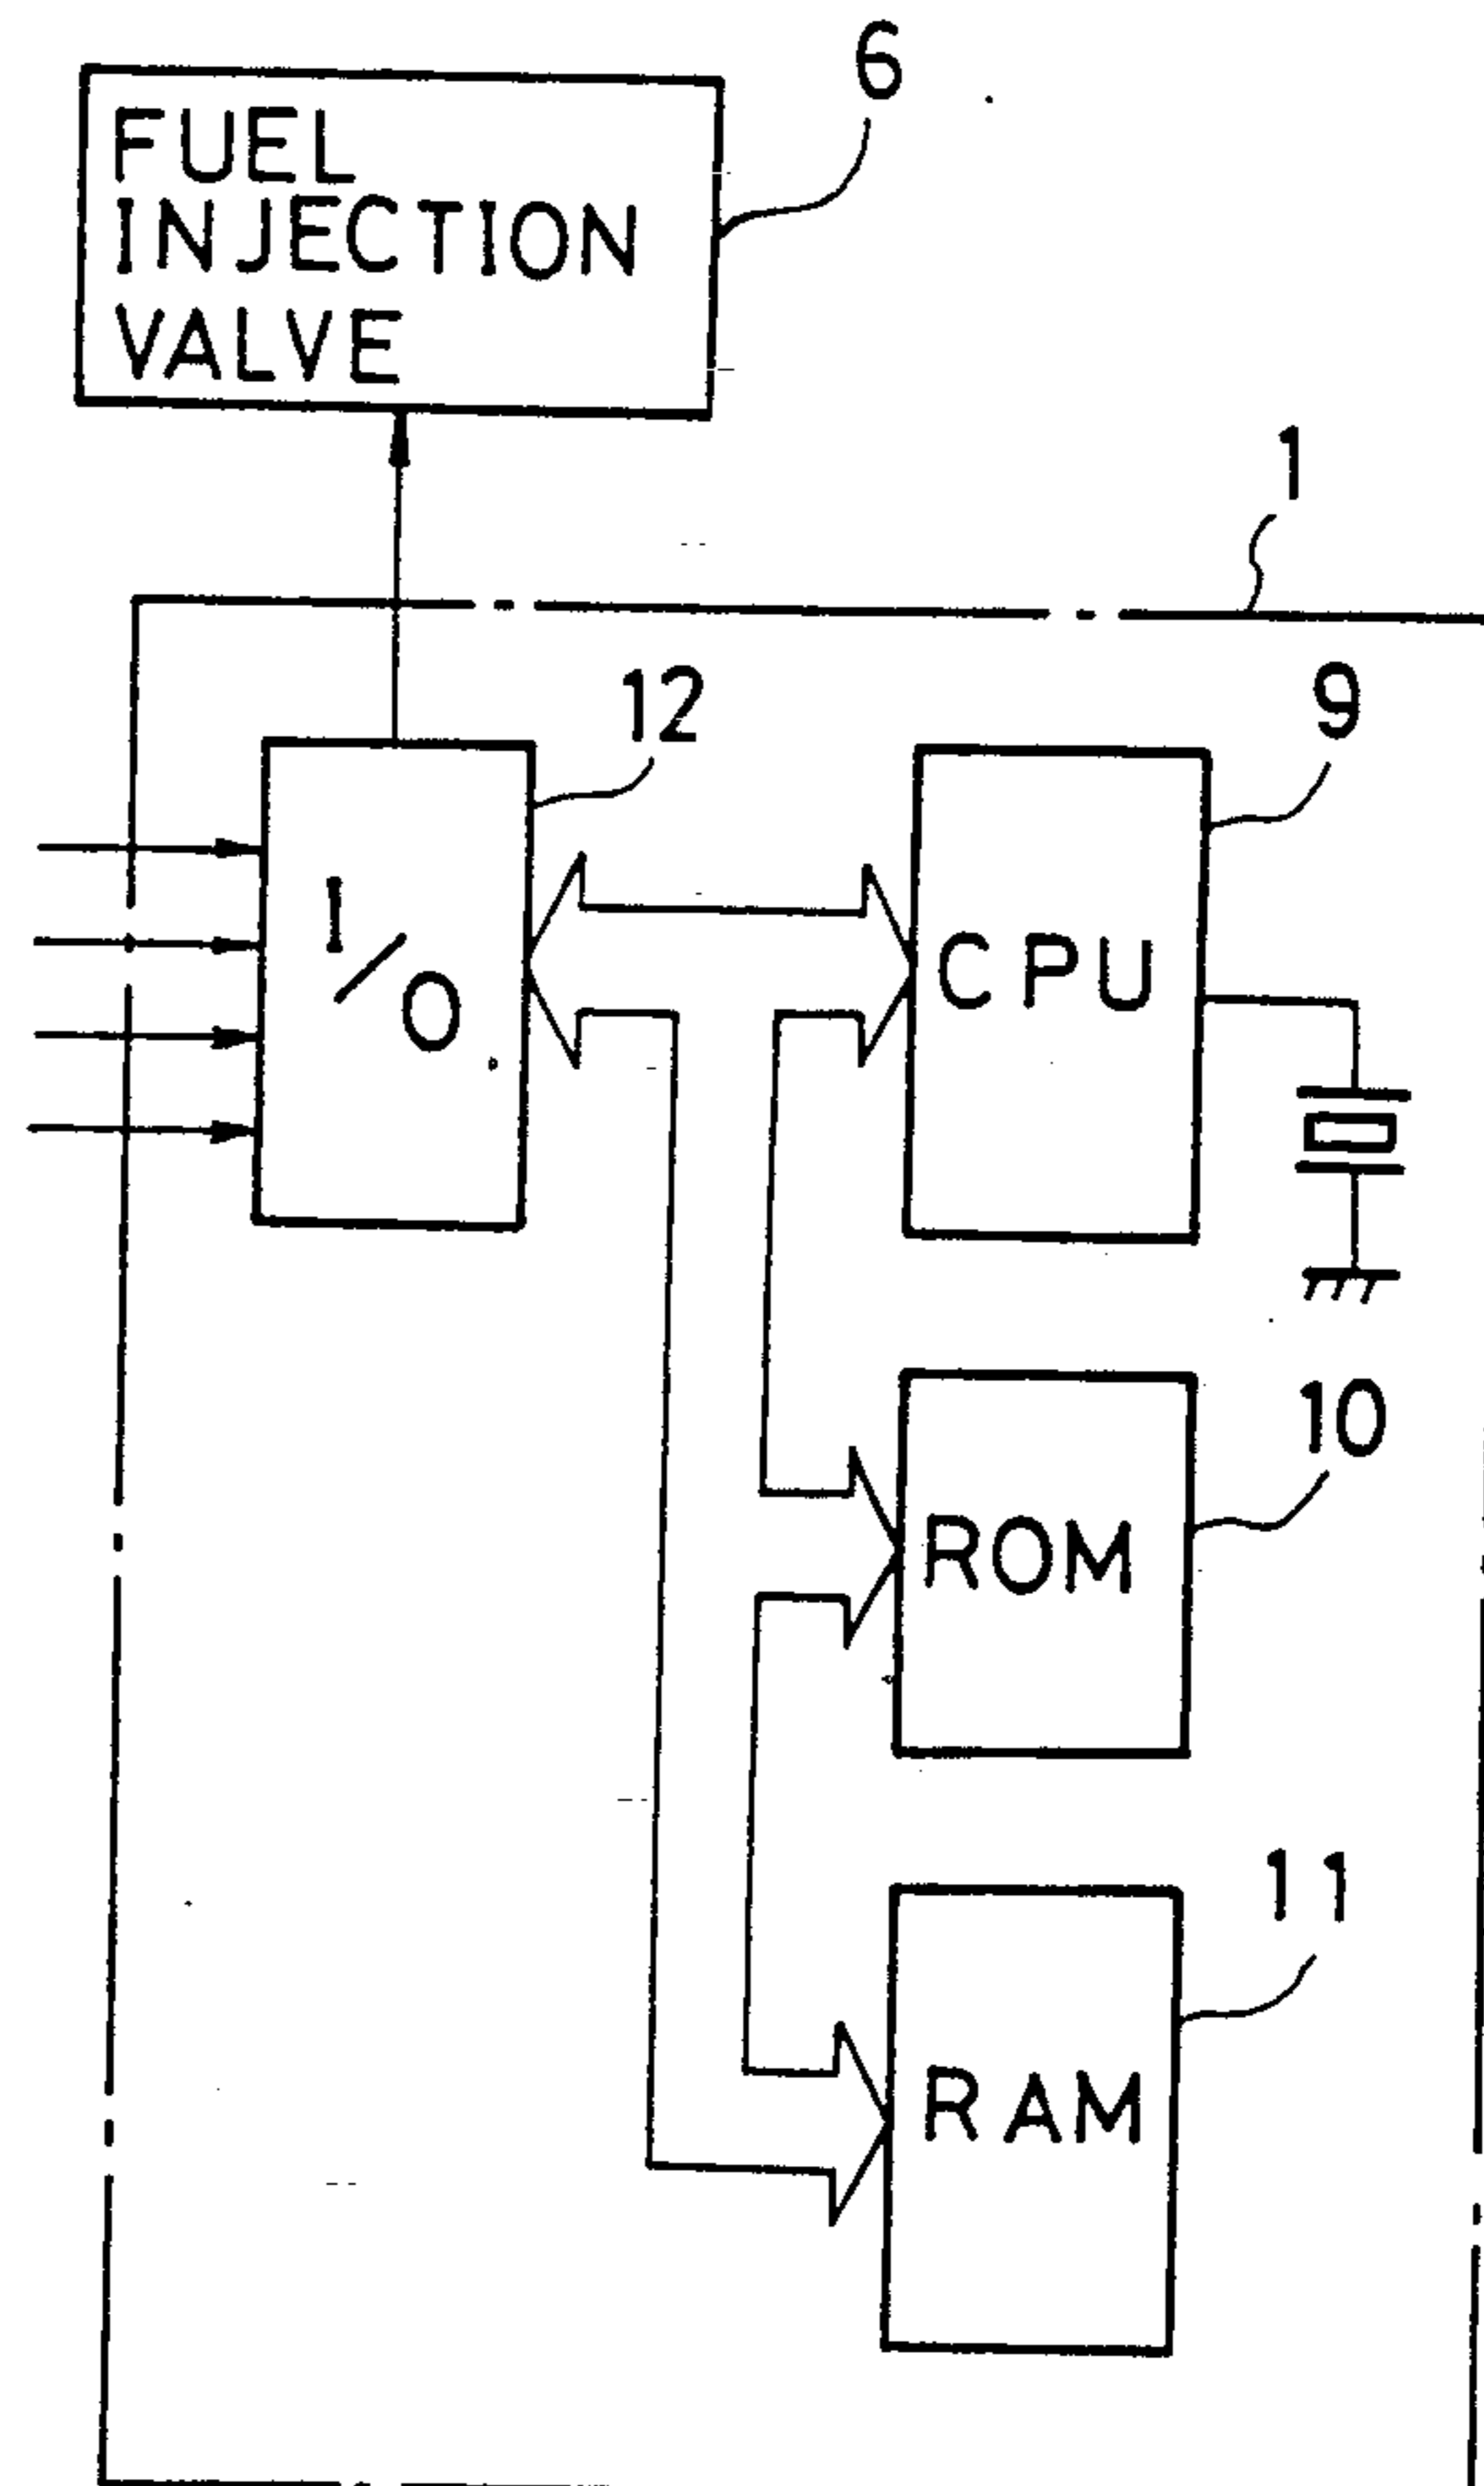 6
FUEL
INJECTION
VALVE
1
12
9
I/O
CPU
10
ROM
11
RAM